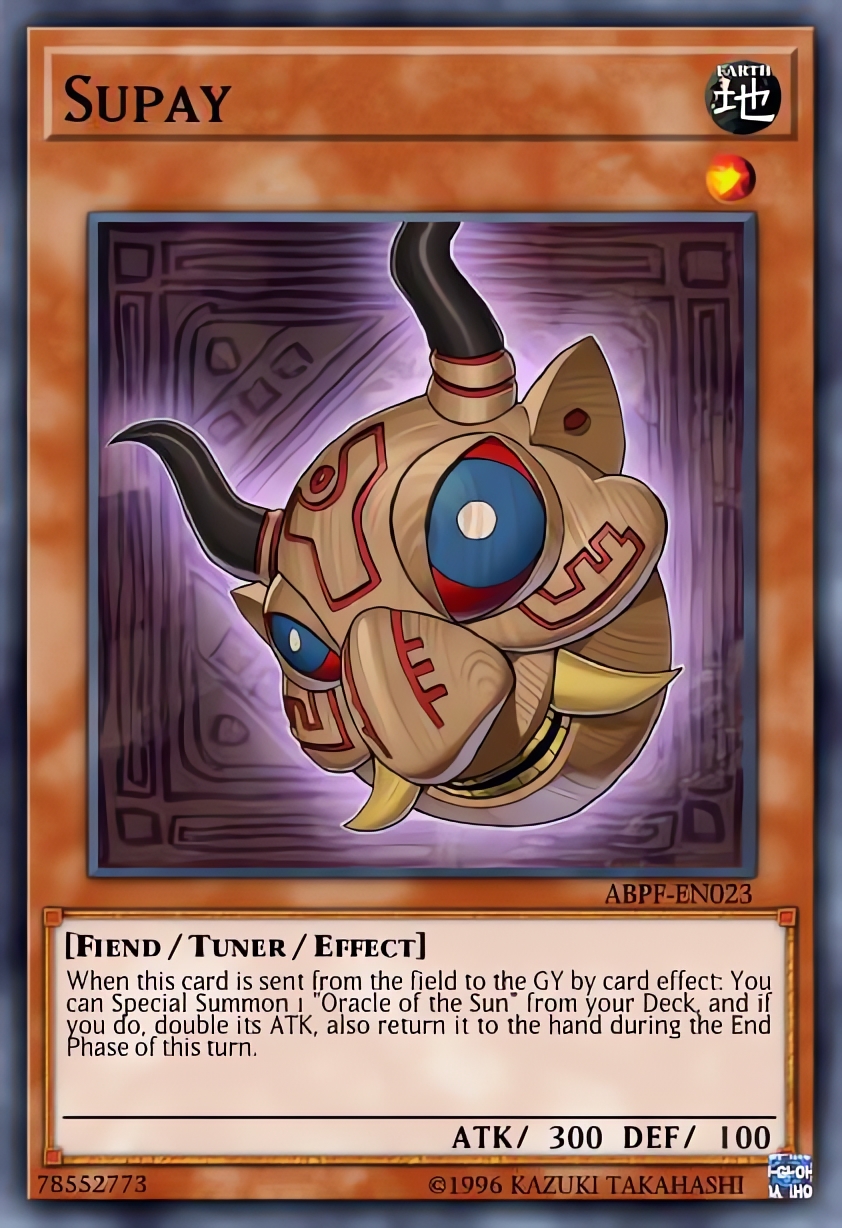 Supay
EARTH
地
ABPF-EN023
[Fiend / Tuner / Effect]
When this card is sent from the field to the GY by card effect: You
can Special Summon 1 "Oracle of the Sun" from your Deck, and if
you do, double its ATK, also return it to the hand during the End
Phase of this turn.
ATK/ 300 DEF/ 100
78552773
©1996 KAZUKI TAKAHASHI